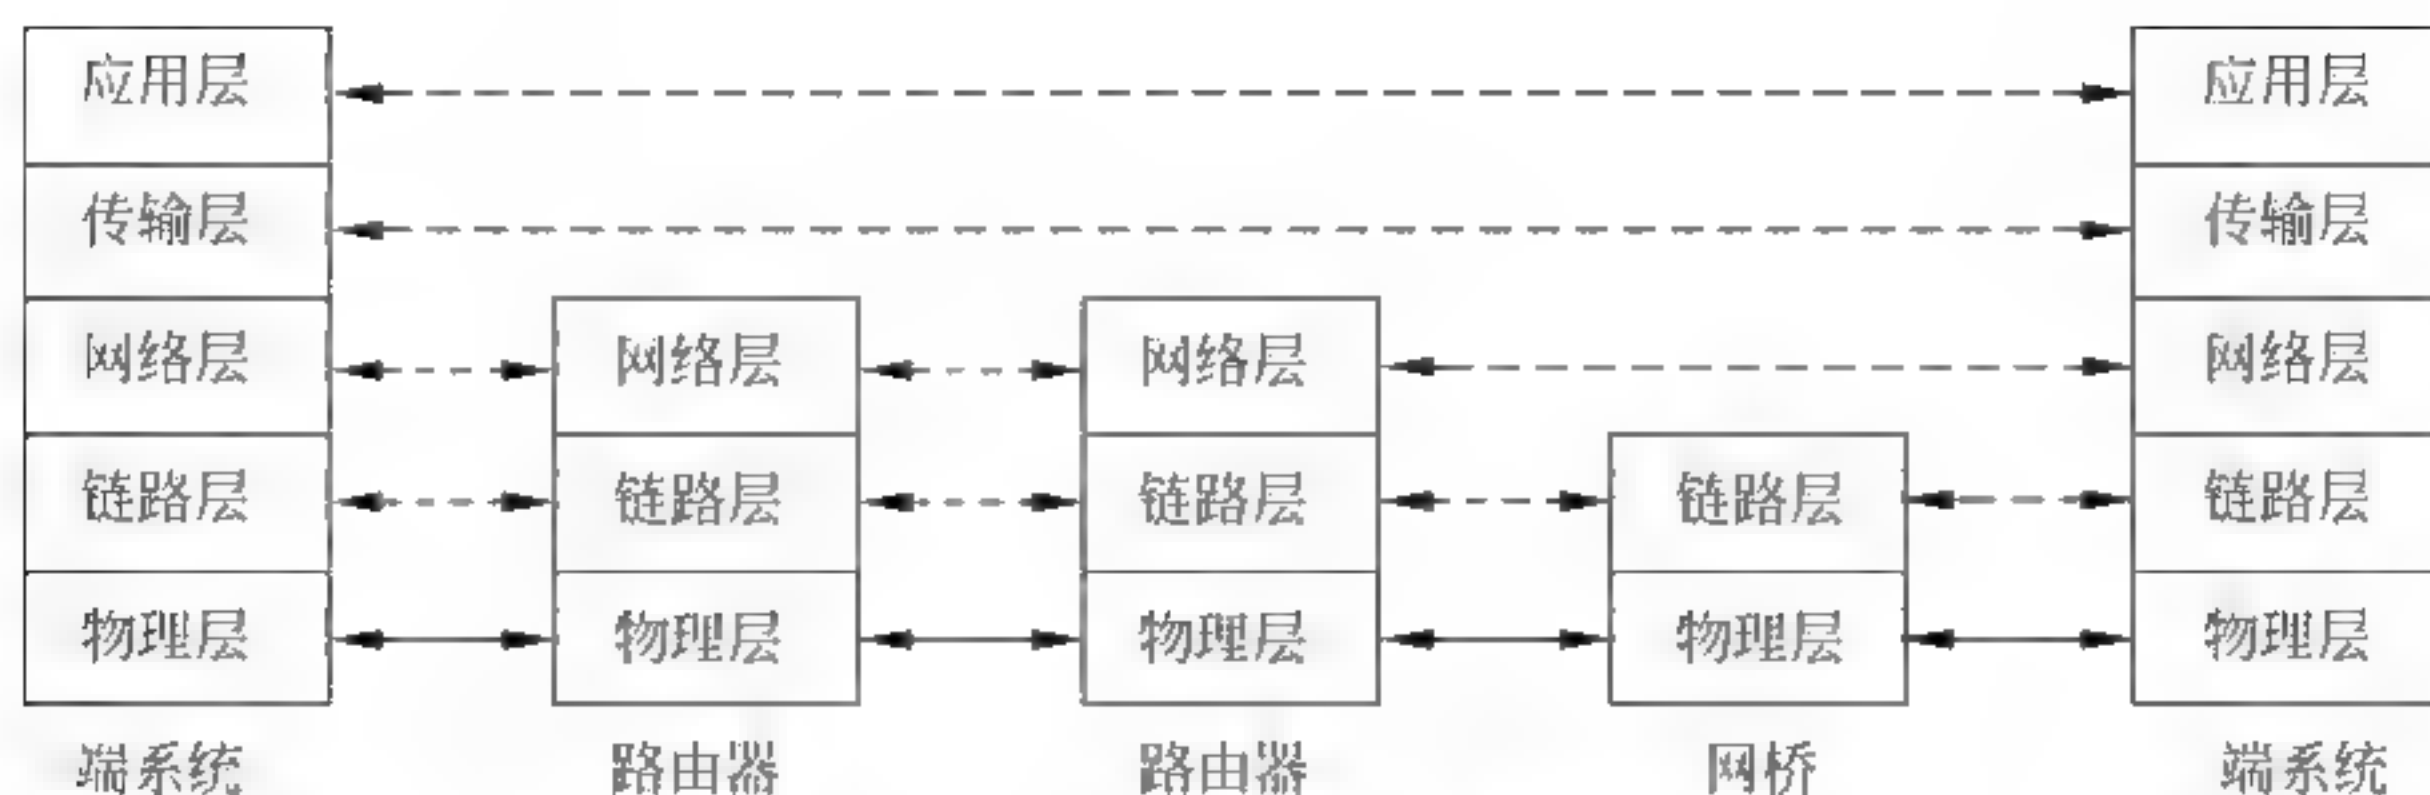 应用层 应用层
传输层 传输层
网络层 网络层 网络层 网络层
链路层 链路层 链路层 链路层 链路层
物理层 物理层 物理层 物理层 物理层
端系统 路由器 路由器 网桥 端系统